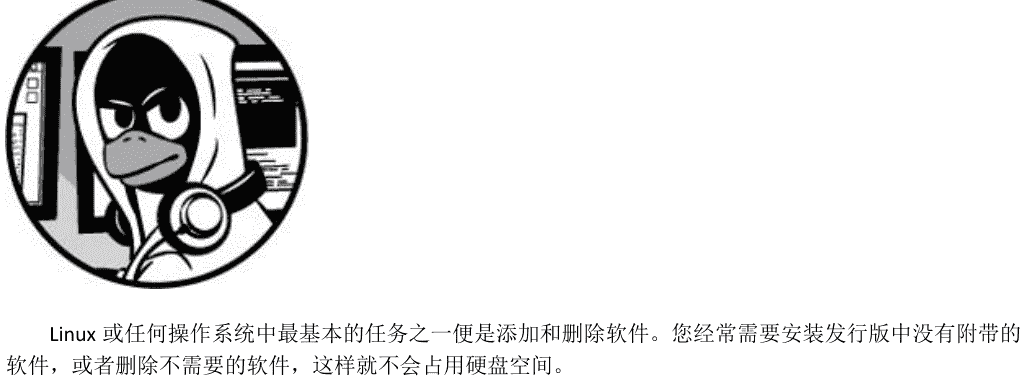 Linux 或任何操作系统中最基本的任务之一便是添加和删除软件。您经常需要安装发行版中没有附带的
软件，或者删除不需要的软件，这样就不会占用硬盘空间。